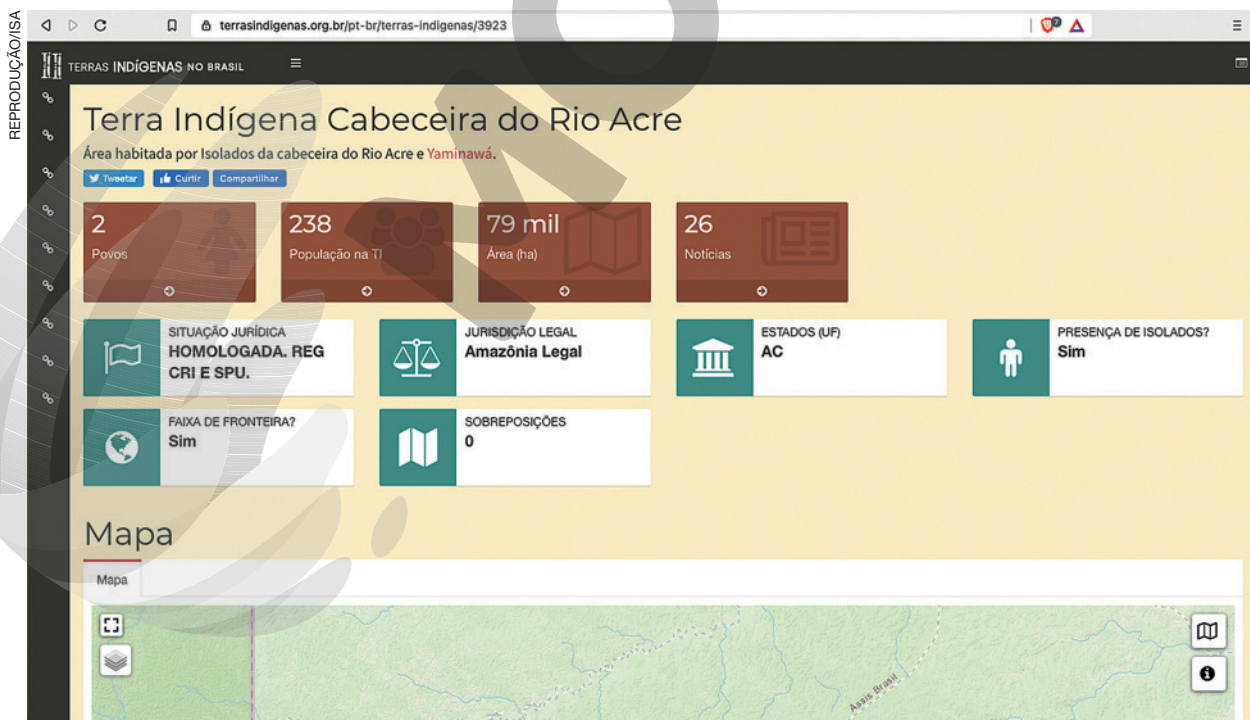 REPRODUÇÃO/ISA
terrasindigenas.org.br/pt-br/terras-indigenas/3923
TERRAS INDÍGENAS NO BRASIL
Terra Indígena Cabeceira do Rio Acre
Área habitada por Isolados da cabeceira do Rio Acre e Yaminawá.
Tweetar Curtir Compartilhar
2
Povos
238
População na TI
79 mil
Área (ha)
26
Notícias
SITUAÇÃO JURÍDICA
HOMOLOGADA. REG
CRI E SPU.
JURISDIÇÃO LEGAL
Amazônia Legal
ESTADOS (UF)
AC
PRESENÇA DE ISOLADOS?
Sim
FAIXA DE FRONTEIRA?
Sim
SOBREPOSIÇÕES
0
Mapa
Mapa
Assis Brasil